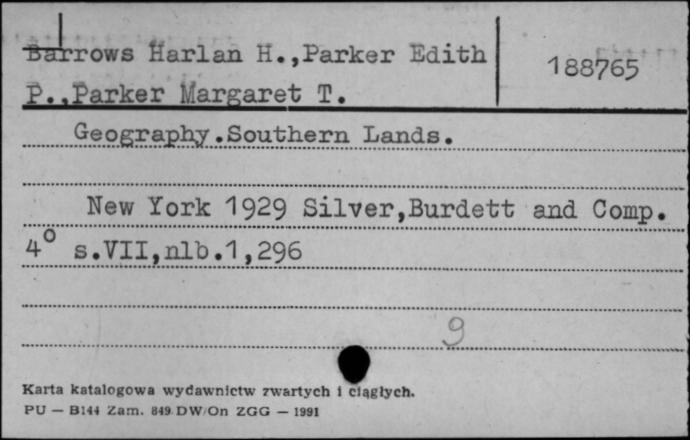 Barrows Harlan H.,Parker Edith
P.,Parker Margaret T.
188765
Geography.Southern Lands.
New York 1929 Silver,Burdett and Comp.
4° s.VII,nlb.1,296
9
Karta katalogowa wydawnictw zwartych i ciągłych.
PU — B144 Zam. 849 DW/On ZGG — 1991